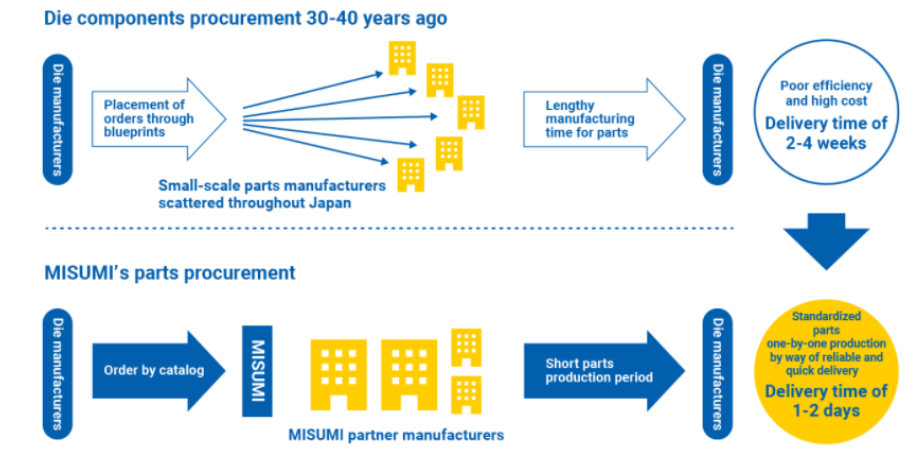 Die components procurement 30-40 years ago
Die manufacturers
Placement of
orders through
blueprints
Small-scale parts manufacturers
scattered throughout Japan
Lengthy
manufacturing
time for parts
Die manufacturers
Poor efficiency
and high cost
Delivery time of
2-4 weeks
MISUMI's parts procurement
Die manufacturers
Order by catalog
MISUMI
MISUMI partner manufacturers
Short parts
production period
Die manufacturers
Standardized
parts
one-by-one production
by way of reliable and
quick delivery
Delivery time of
1-2 days